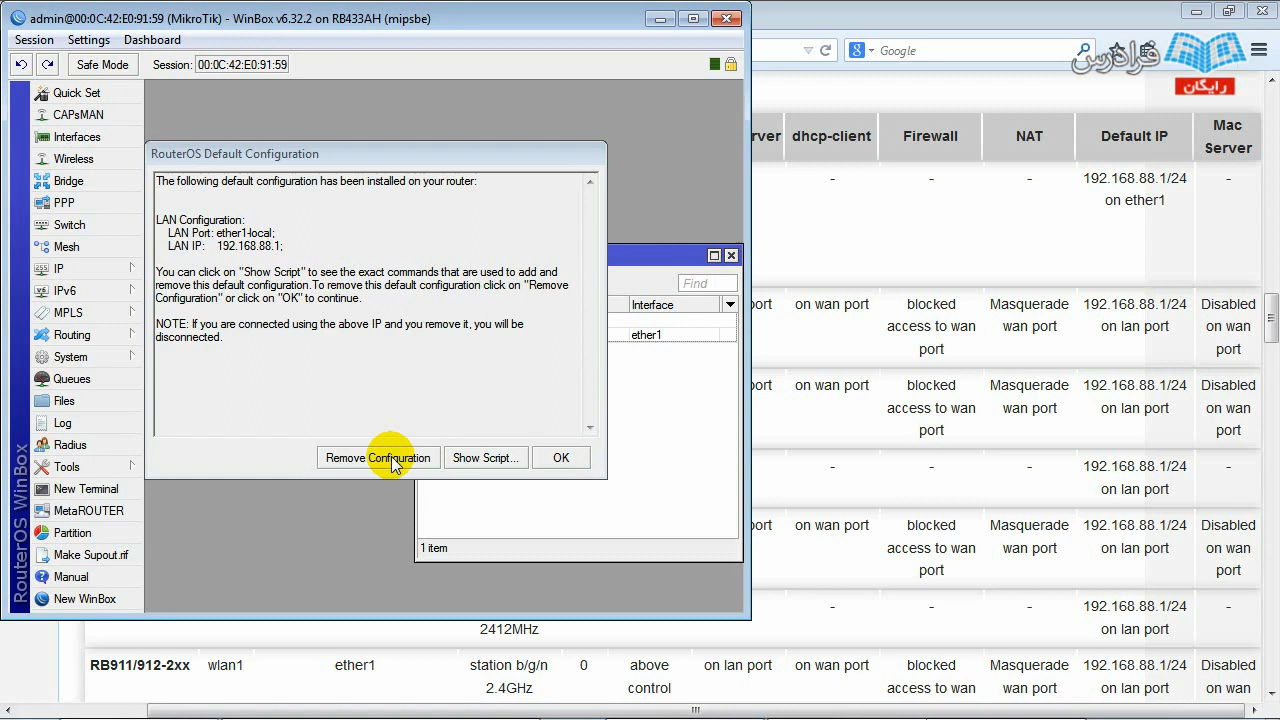 admin@00:0C:42:E0:91:59 (MikroTik) - WinBox v6.32.2 on RB433AH (mipsbe)
Session Settings Dashboard
Safe Mode Session: 00:0C:42:E0:91:59
Quick Set
CAPsMAN
Interfaces
Wireless
Bridge
PPP
Switch
Mesh
IP
IPv6
MPLS
Routing
System
Queues
Files
Log
Radius
Tools
New Terminal
MetaROUTER
Partition
Make Supout.rif
Manual
New WinBox
RouterOS WinBox
RouterOS Default Configuration
The following default configuration has been installed on your router:
LAN Configuration:
LAN Port: ether1-local;
LAN IP: 192.168.88.1;
You can click on "Show Script" to see the exact commands that are used to add and
remove this default configuration.To remove this default configuration click on "Remove
Configuration" or click on "OK" to continue.
NOTE: If you are connected using the above IP and you remove it, you will be
disconnected.
Remove Configuration Show Script... OK
Find
Interface
ether1
1 item
Google
فرادرس
رایگان
rver dhcp-client Firewall NAT Default IP Mac
Server
- - - 192.168.88.1/24 -
on ether1
port on wan port blocked Masquerade 192.168.88.1/24 Disabled
access to wan wan port on lan port on wan
port port
port on wan port blocked Masquerade 192.168.88.1/24 Disabled
access to wan wan port on lan port on wan
port port
- - - 192.168.88.1/24 -
on lan port
port on wan port blocked Masquerade 192.168.88.1/24 Disabled
access to wan wan port on lan port on wan
port port
- - - 192.168.88.1/24 -
2412MHz on lan port
RB911/912-2xx wlan1 ether1 station b/g/n 0 above on lan port on wan port blocked Masquerade 192.168.88.1/24 Disabled
2.4GHz control access to wan wan port on lan port on wan